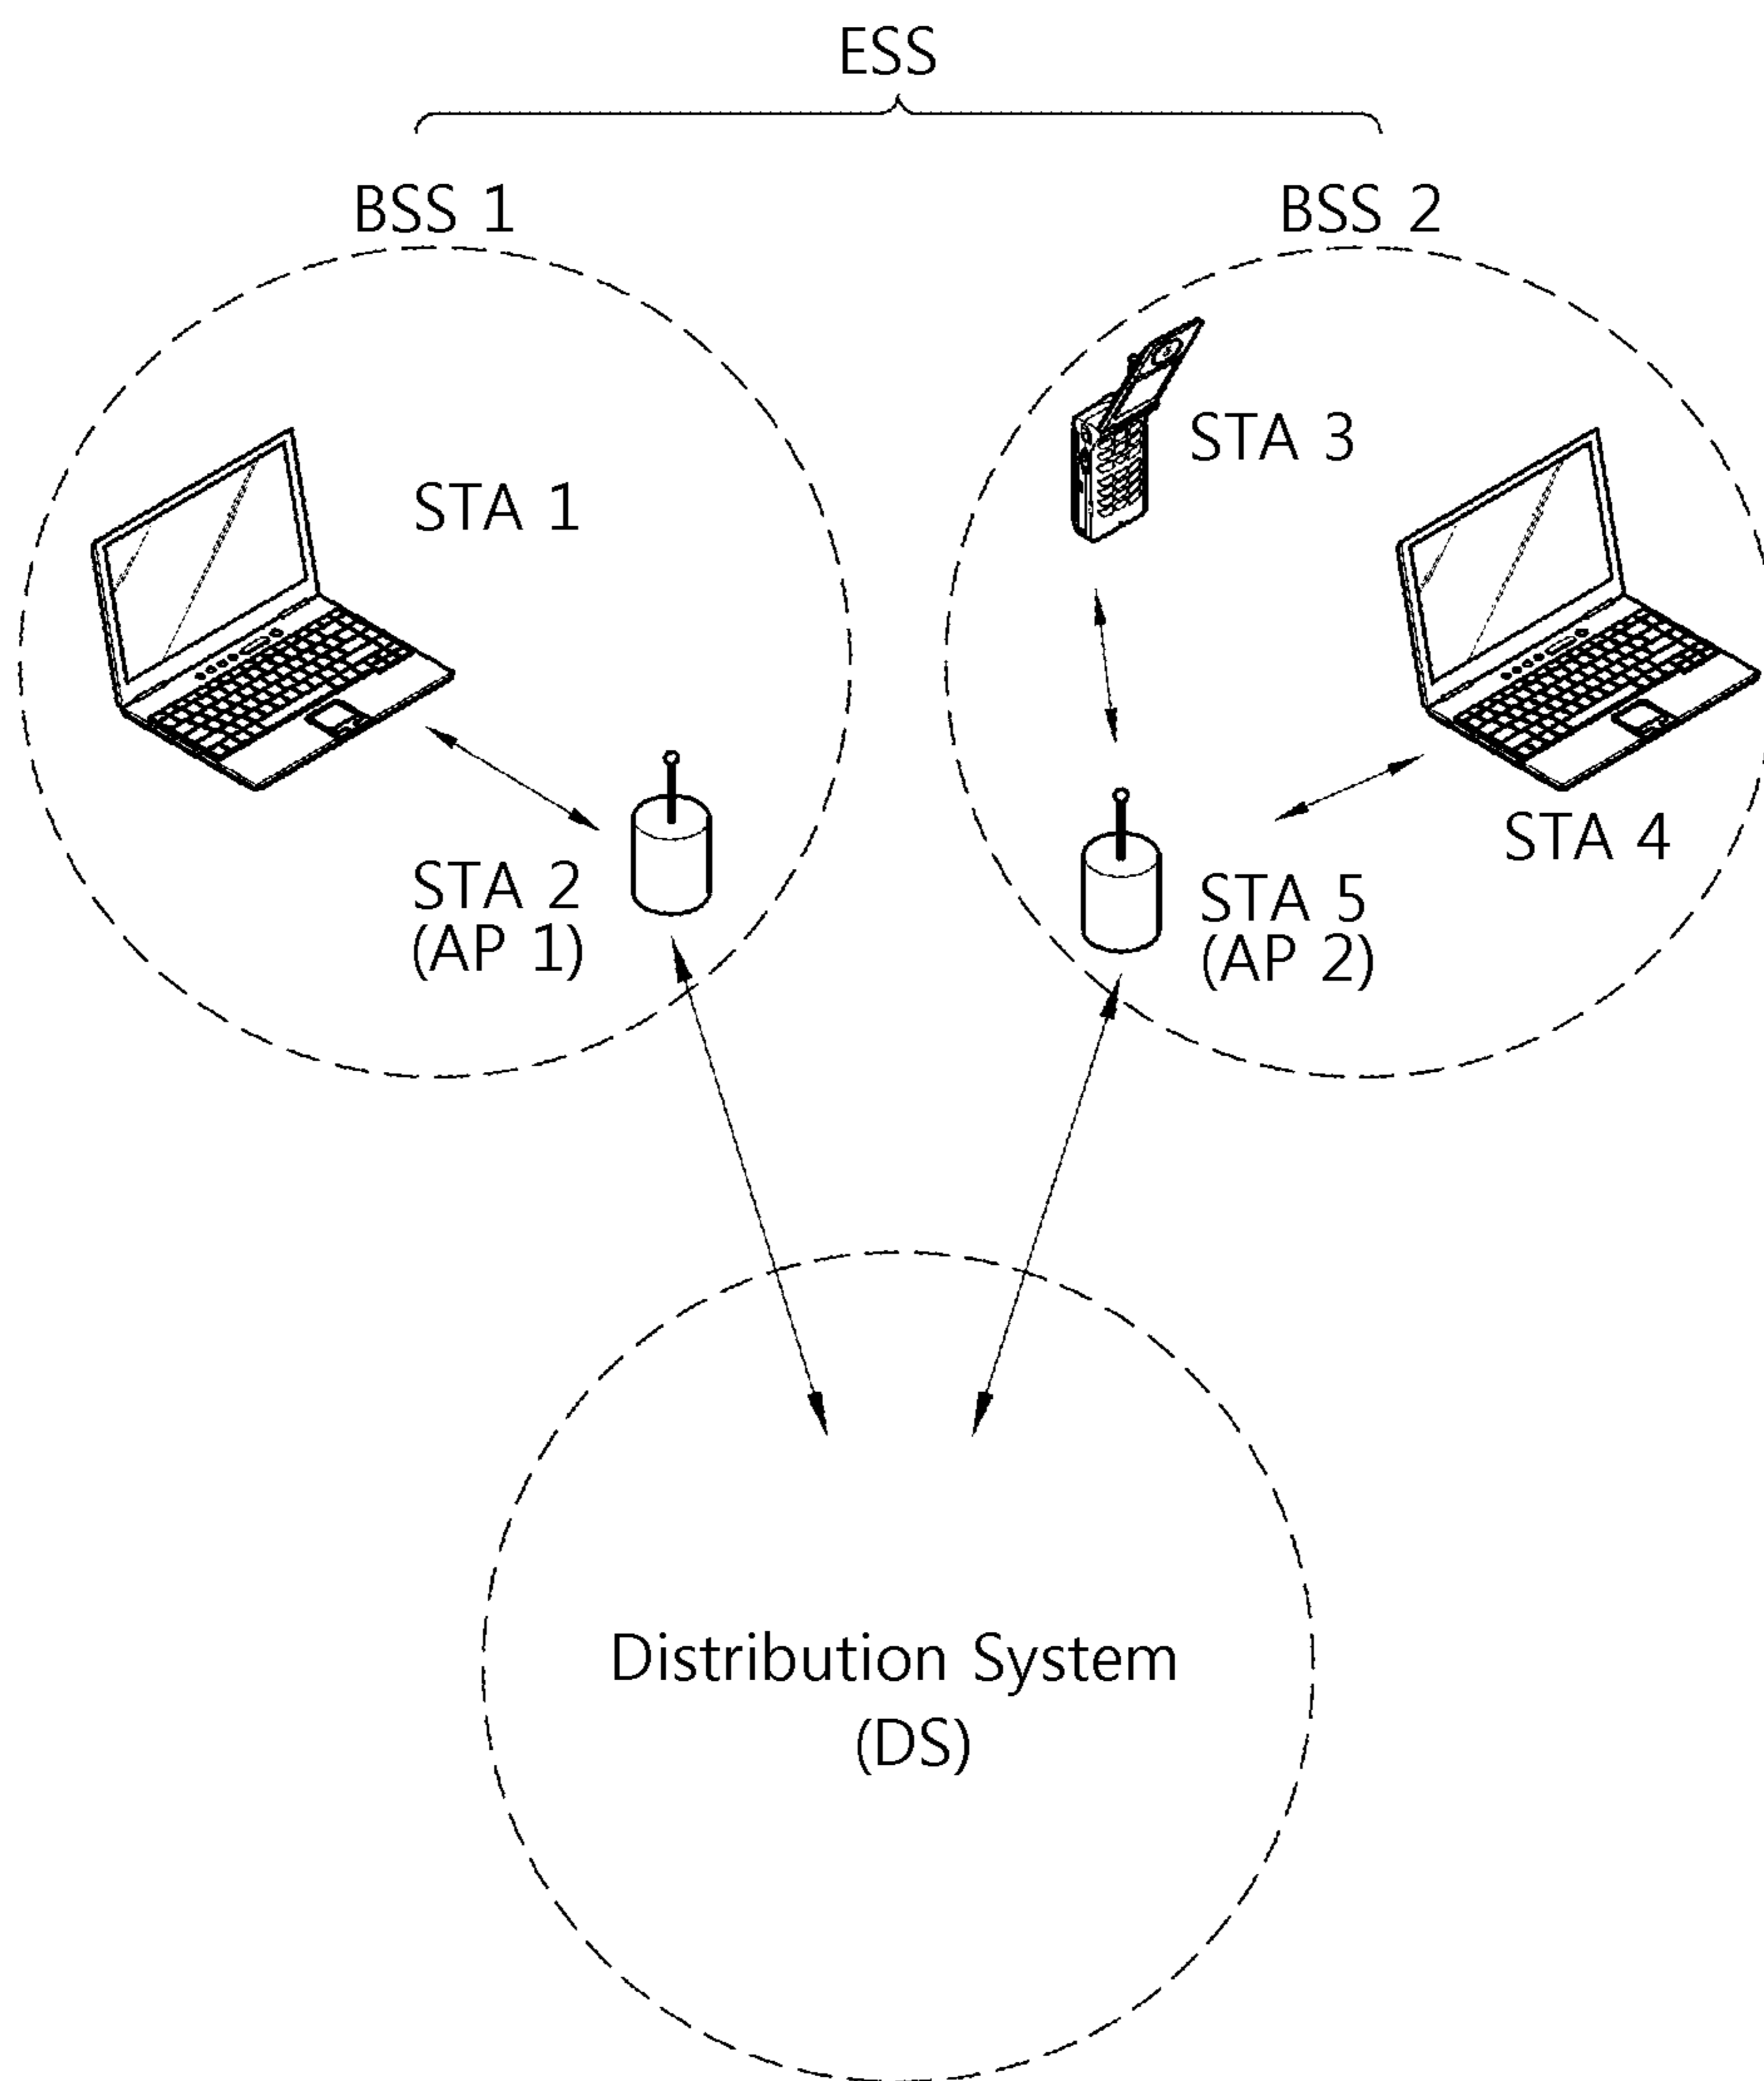 ESS
BSS 1
BSS 2
STA 1
STA 3
STA 2
(AP 1)
STA 4
STA 5
(AP 2)
Distribution System
(DS)